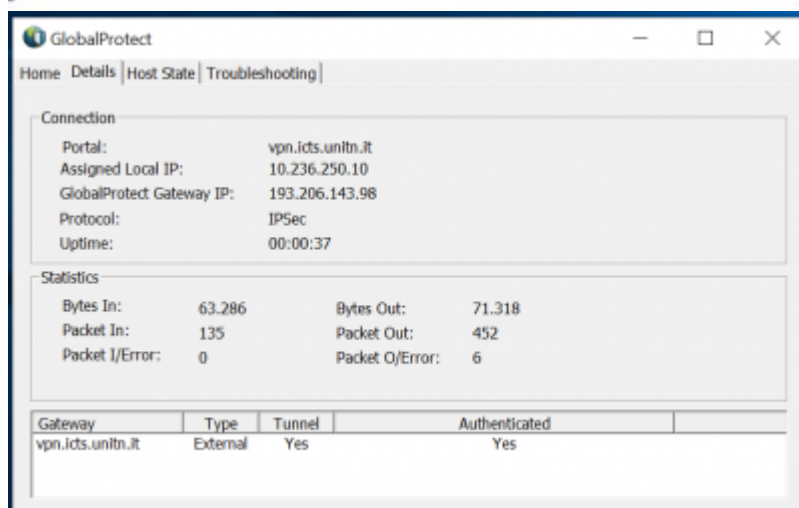 GlobalProtect
Home Details Host State Troubleshooting
Connection
Portal: vpn.icts.unitn.it
Assigned Local IP: 10.236.250.10
GlobalProtect Gateway IP: 193.206.143.98
Protocol: IPSec
Uptime: 00:00:37
Statistics
Bytes In: 63.286 Bytes Out: 71.318
Packet In: 135 Packet Out: 452
Packet I/Error: 0 Packet O/Error: 6
Gateway Type Tunnel Authenticated
vpn.icts.unitn.it External Yes Yes